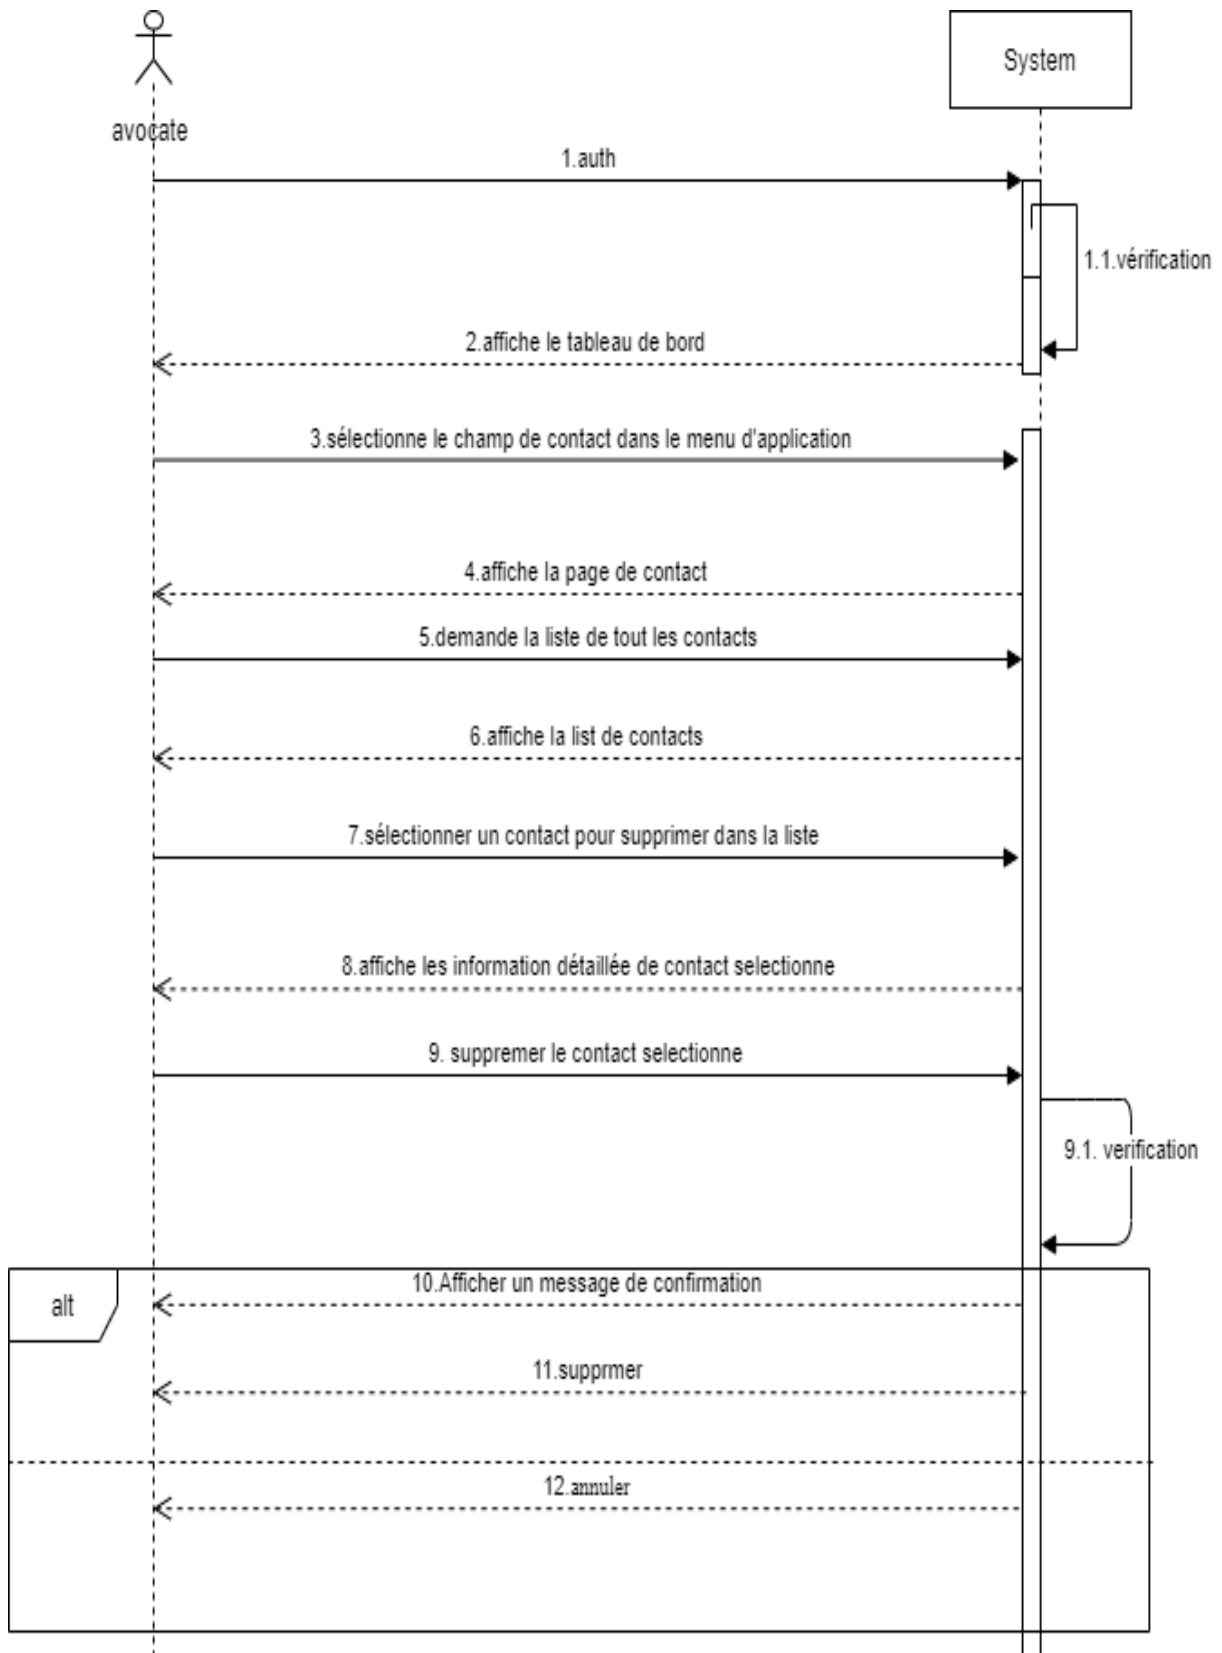 System
avocate
1.auth
1.1.vérification
2.affiche le tableau de bord
3.sélectionne le champ de contact dans le menu d'application
4.affiche la page de contact
5.demande la liste de tout les contacts
6.affiche la list de contacts
7.sélectionner un contact pour supprimer dans la liste
8.affiche les information détaillée de contact selectionne
9. suppremer le contact selectionne
9.1. verification
alt
10.Afficher un message de confirmation
11.supprmer
12.annuler